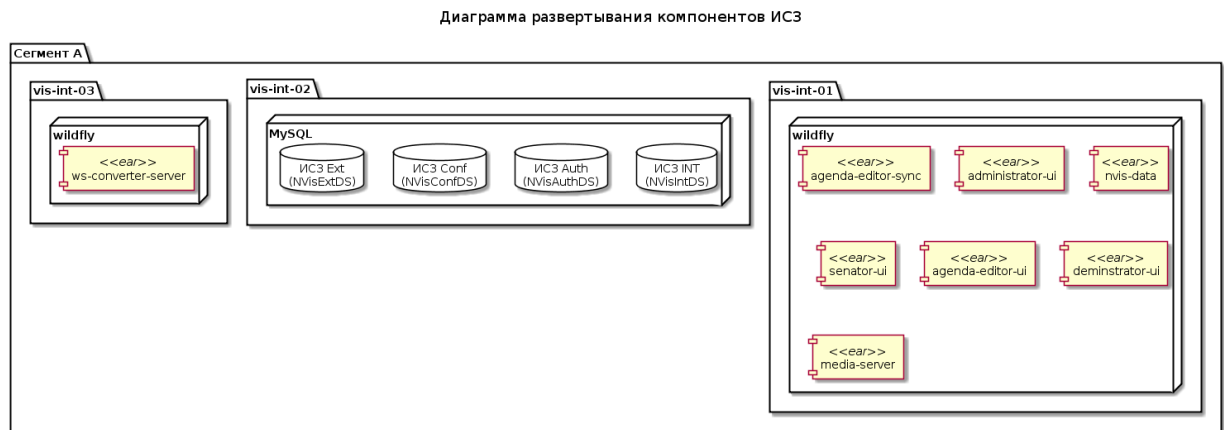 Диаграмма развертывания компонентов ИСЗ
Сегмент А
vis-int-03
wildfly
<<ear>>
ws-converter-server
vis-int-02
MySQL
ИСЗ Ext
(NVisExtDS)
ИСЗ Conf
(NVisConfDS)
ИСЗ Auth
(NVisAuthDS)
ИСЗ INT
(NVisIntDS)
vis-int-01
wildfly
<<ear>>
agenda-editor-sync
<<ear>>
administrator-ui
<<ear>>
nvis-data
<<ear>>
senator-ui
<<ear>>
agenda-editor-ui
<<ear>>
deminstrator-ui
<<ear>>
media-server